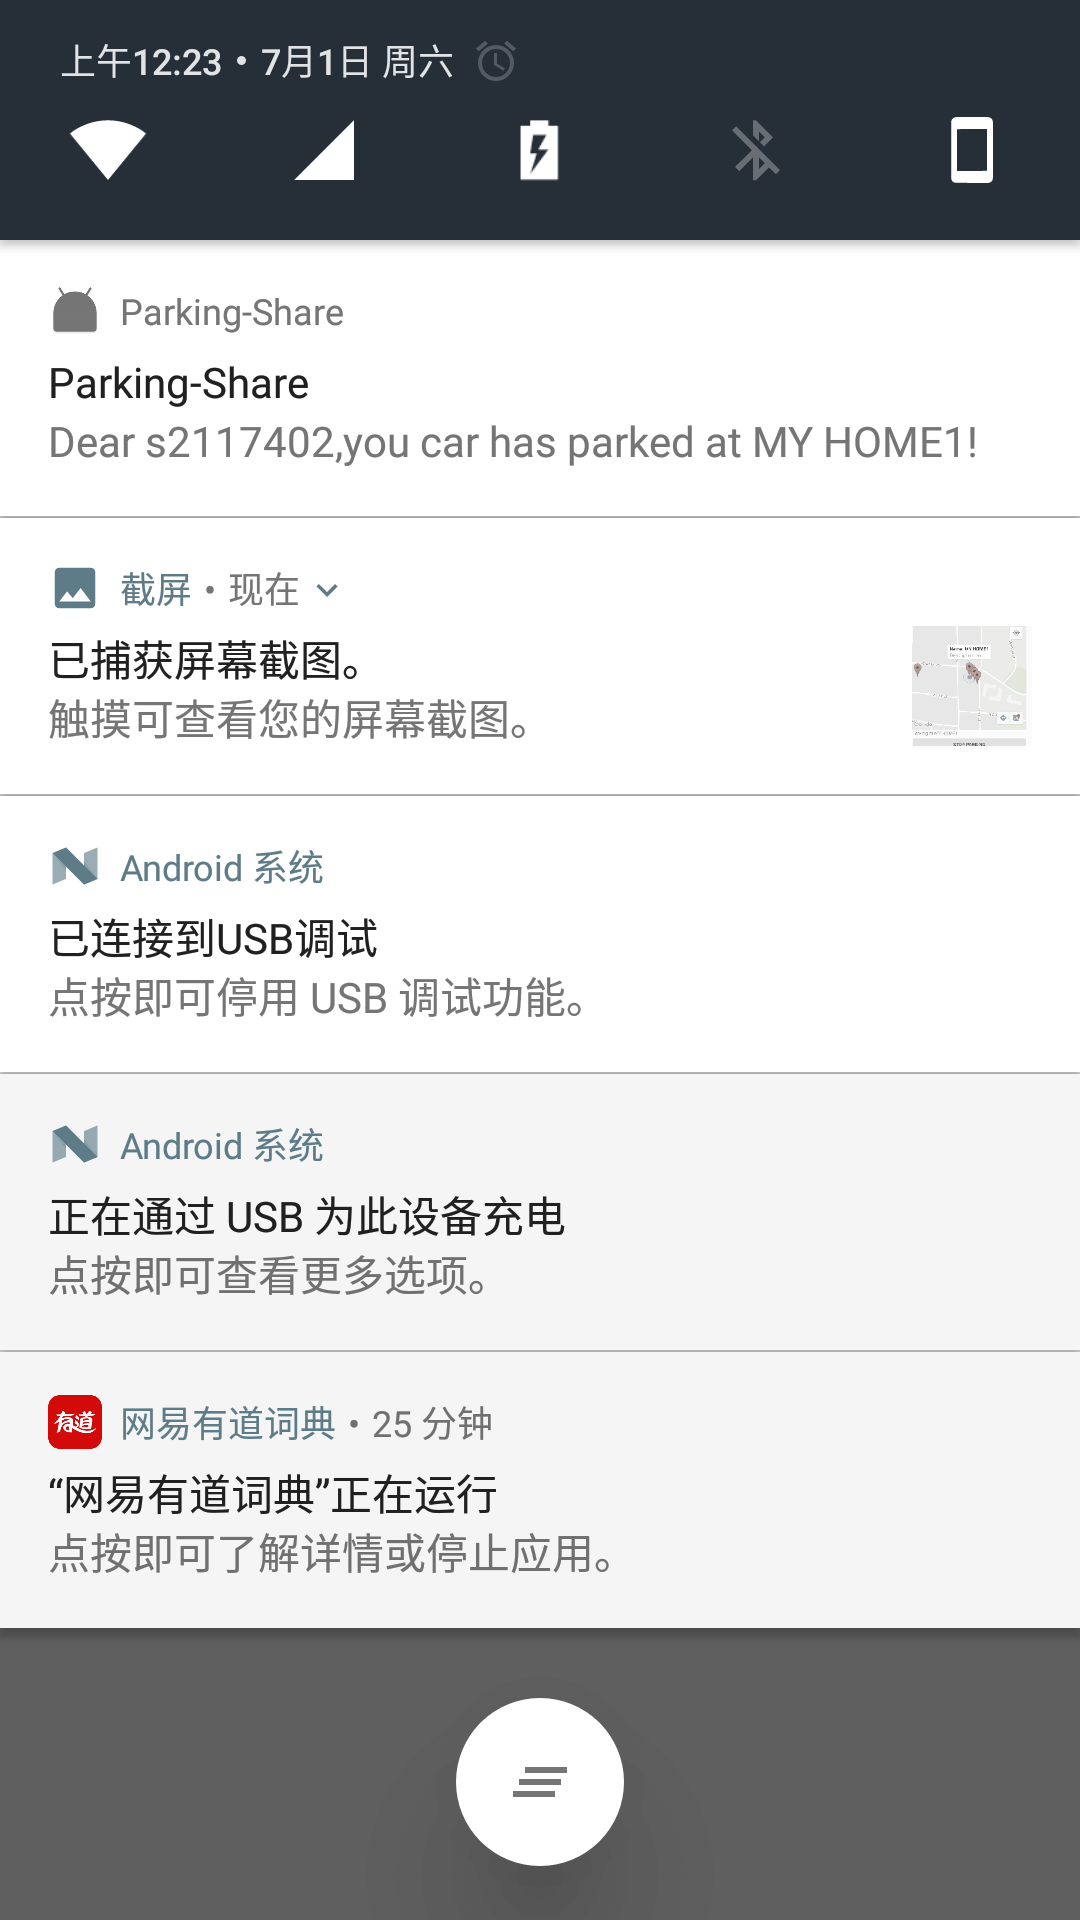 上午12:23 • 7月1日 周六
Parking-Share
Parking-Share
Dear s2117402,you car has parked at MY HOME1!
截屏 • 现在
已捕获屏幕截图。
触摸可查看您的屏幕截图。
Android 系统
已连接到USB调试
点按即可停用 USB 调试功能。
Android 系统
正在通过 USB 为此设备充电
点按即可查看更多选项。
有道
网易有道词典 • 25 分钟
“网易有道词典”正在运行
点按即可了解详情或停止应用。